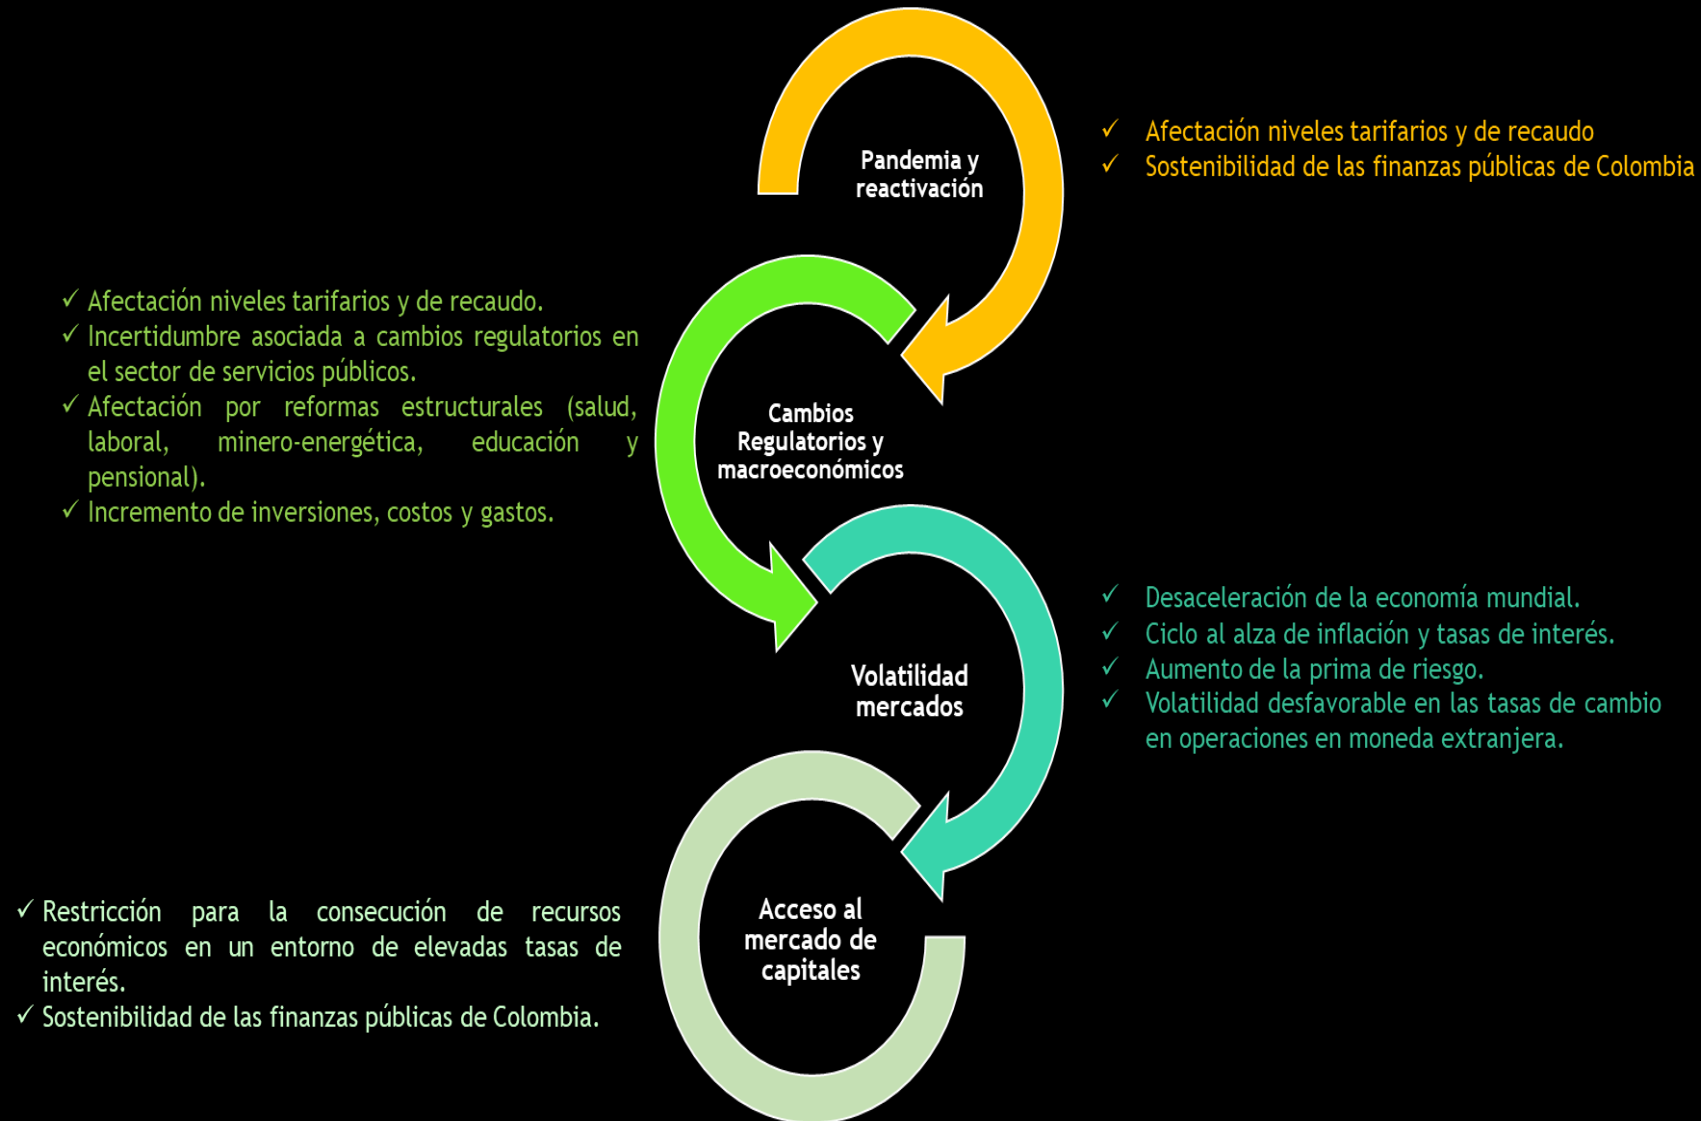 Pandemia y
reactivación
✓ Afectación niveles tarifarios y de recaudo
✓ Sostenibilidad de las finanzas públicas de Colombia
Cambios
Regulatorios y
macroeconómicos
✓ Afectación niveles tarifarios y de recaudo.
✓ Incertidumbre asociada a cambios regulatorios en
el sector de servicios públicos.
✓ Afectación por reformas estructurales (salud,
laboral, minero-energética, educación y
pensional).
✓ Incremento de inversiones, costos y gastos.
Volatilidad
mercados
✓ Desaceleración de la economía mundial.
✓ Ciclo al alza de inflación y tasas de interés.
✓ Aumento de la prima de riesgo.
✓ Volatilidad desfavorable en las tasas de cambio
en operaciones en moneda extranjera.
Acceso al
mercado de
capitales
✓ Restricción para la consecución de recursos
económicos en un entorno de elevadas tasas de
interés.
✓ Sostenibilidad de las finanzas públicas de Colombia.